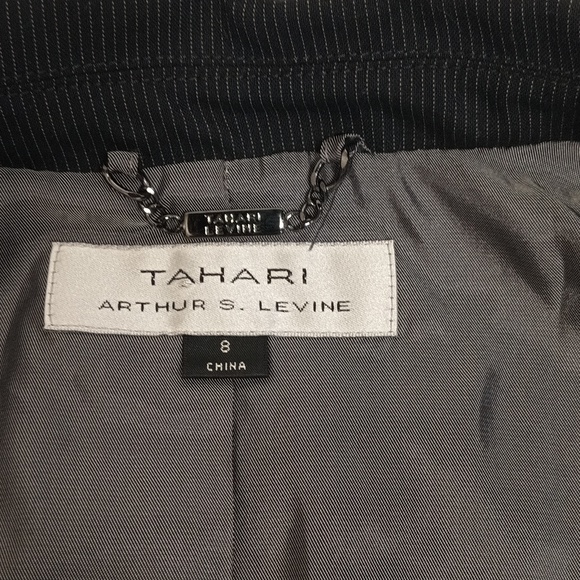 TAHARI
LEVINE
TAHARI
ARTHUR S. LEVINE
8
CHINA